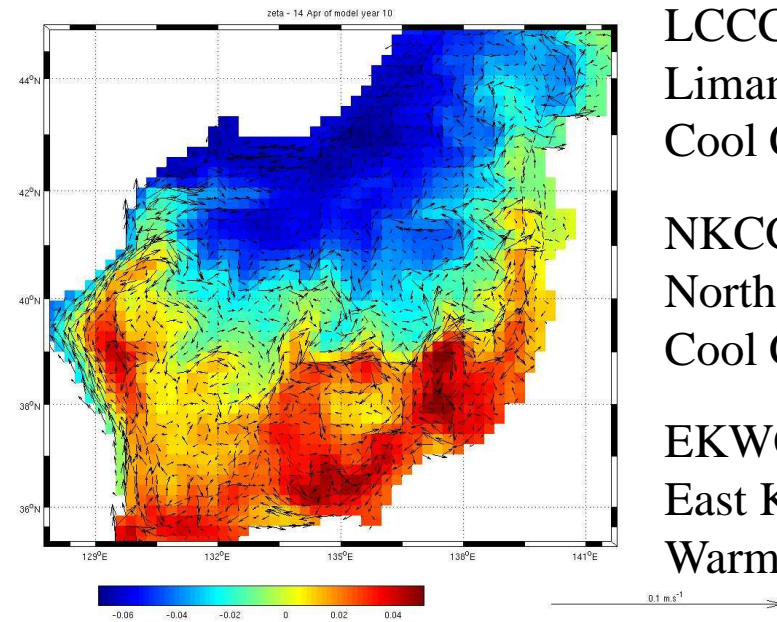 zeta - 14 Apr of model year 10
44°N
42°N
40°N
38°N
36°N
129°E
132°E
135°E
138°E
141°E
-0.06
-0.04
-0.02
0
0.02
0.04
0.1 m.s-1
LCCC
Liman
Cool C
NKCC
North
Cool C
EKWC
East K
Warm